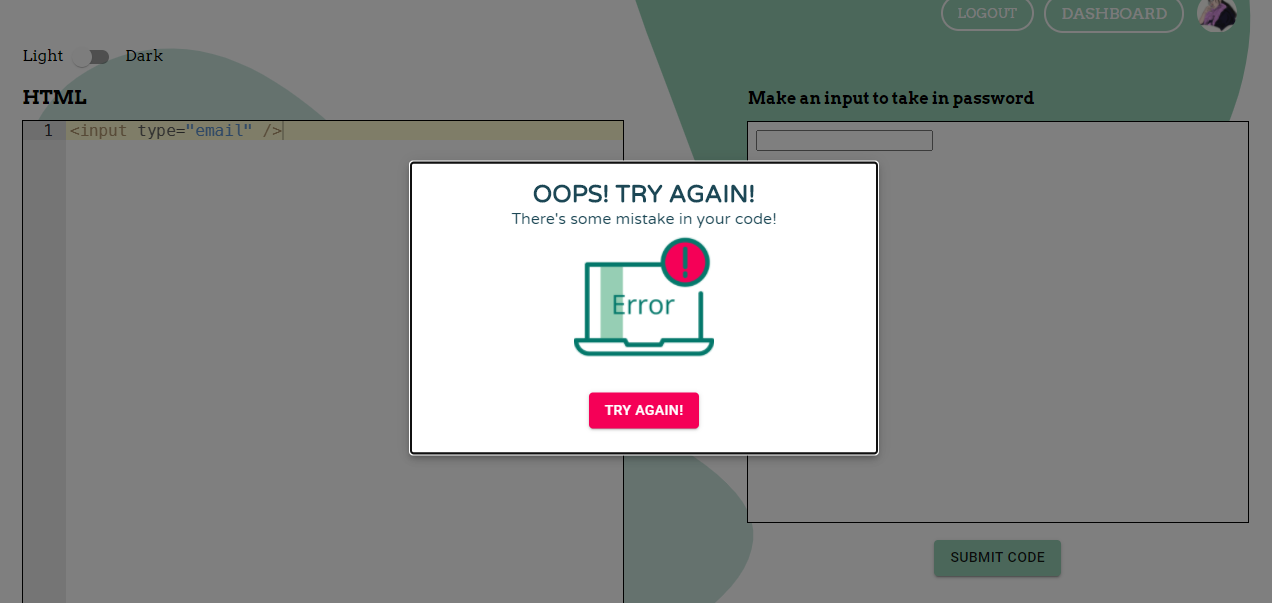 LOGOUT
DASHBOARD
Light
Dark
HTML
Make an input to take in password
1
<input type="email" />
OOPS! TRY AGAIN!
There's some mistake in your code!
!
Error
TRY AGAIN!
SUBMIT CODE